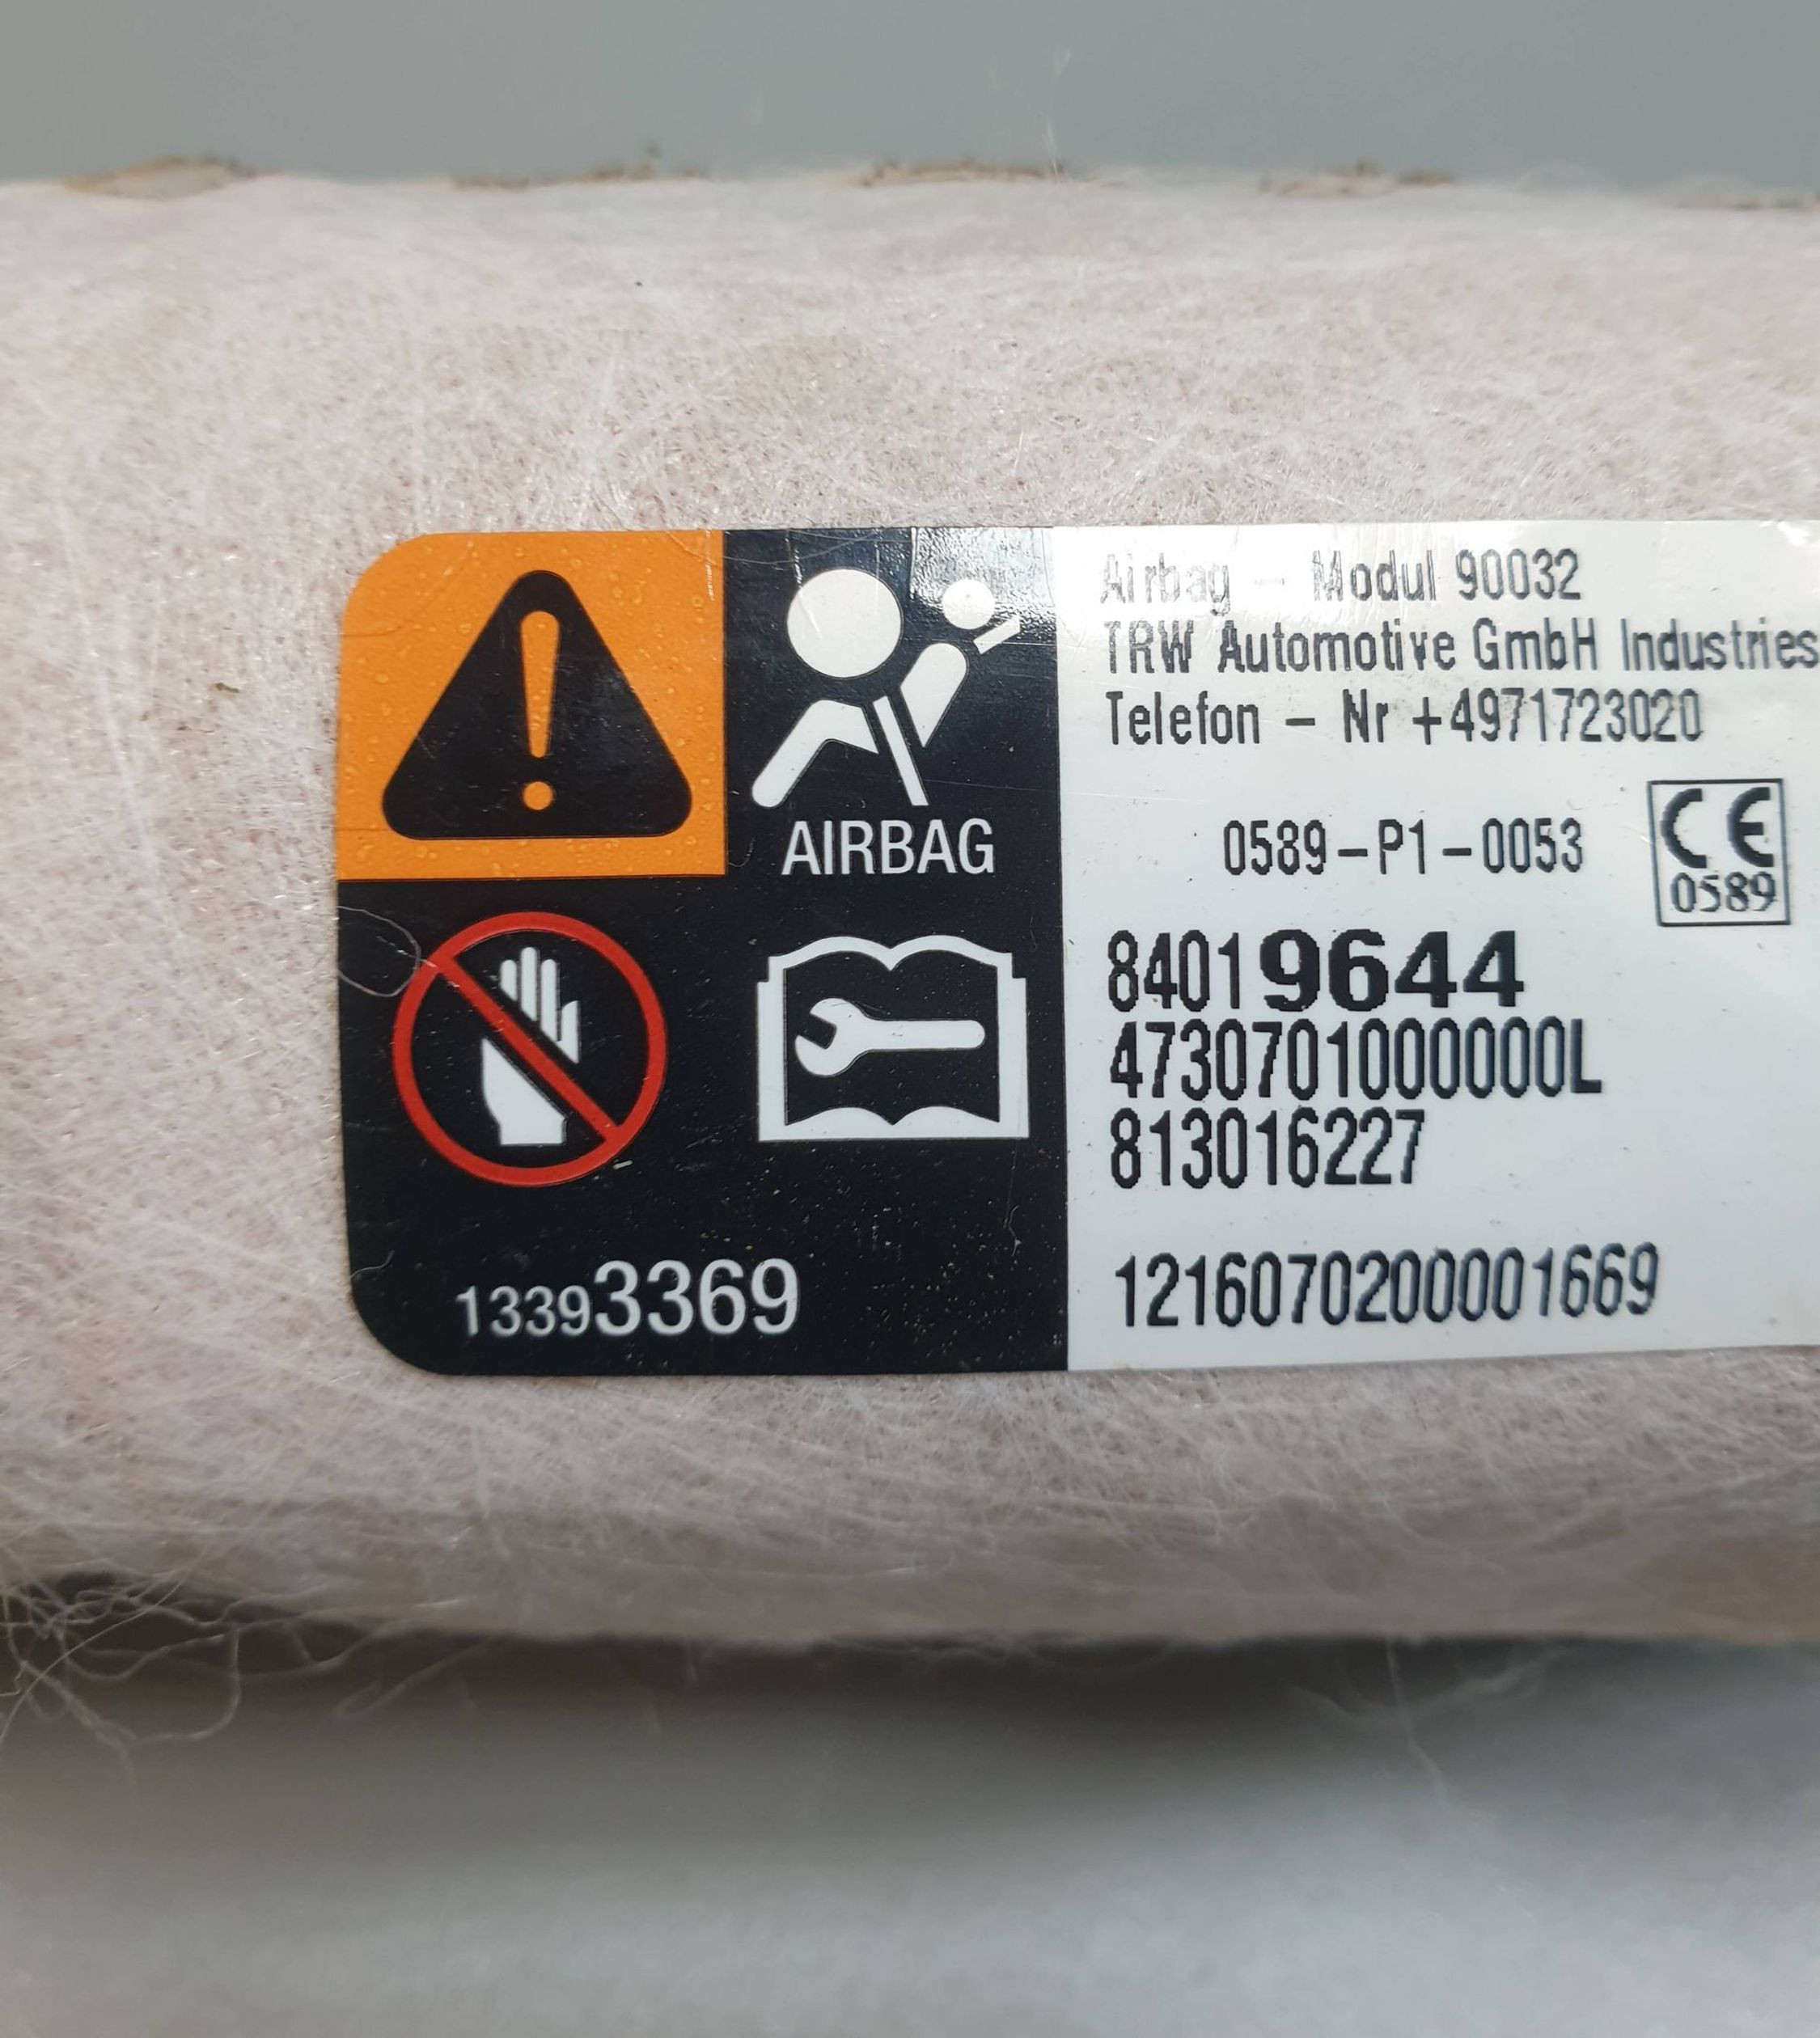 AIRBAG
13393369
Airbag - Modul 90032
TRW Automotive GmbH Industries
Telefon - Nr +4971723020
0589-P1-0053
CE
0589
84019644
4730701000000L
813016227
1216070200001669